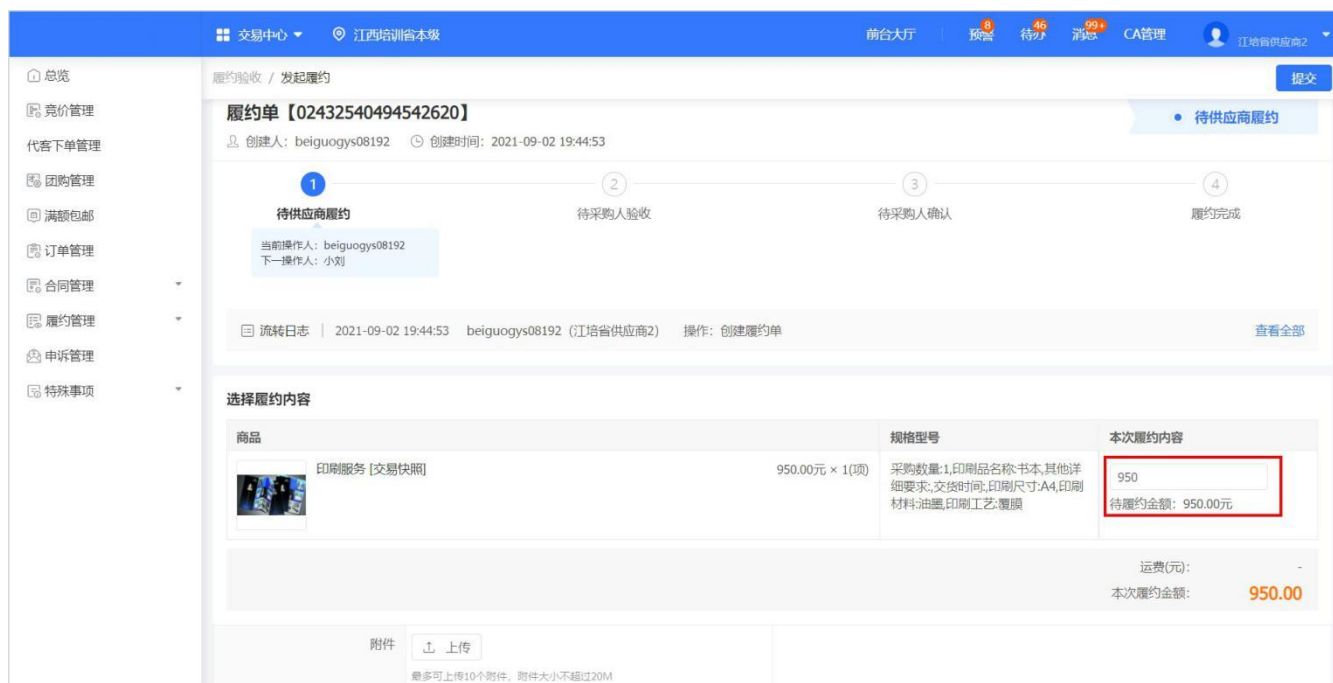 交易中心
江西培训省本级
前台大厅
预警
8
待办
46
消息
99+
CA管理
江培省供应商2
总览
竞价管理
代客下单管理
团购管理
满额包邮
订单管理
合同管理
履约管理
申诉管理
特殊事项
履约验收 / 发起履约
提交
履约单【02432540494542620】
待供应商履约
创建人：beiguogys08192 创建时间：2021-09-02 19:44:53
1
2
3
4
待供应商履约
待采购人验收
待采购人确认
履约完成
当前操作人：beiguogys08192
下一操作人：小刘
流转日志 2021-09-02 19:44:53 beiguogys08192（江培省供应商2） 操作：创建履约单
查看全部
选择履约内容
商品
规格型号
本次履约内容
印刷服务 [交易快照]
950.00元 × 1(项)
采购数量:1,印刷品名称:书本,其他详
细要求:,交货时间:,印刷尺寸:A4,印刷
材料:油墨,印刷工艺:覆膜
950
待履约金额：950.00元
运费(元)： -
本次履约金额： 950.00
附件
上传
最多可上传10个附件，附件大小不超过20M